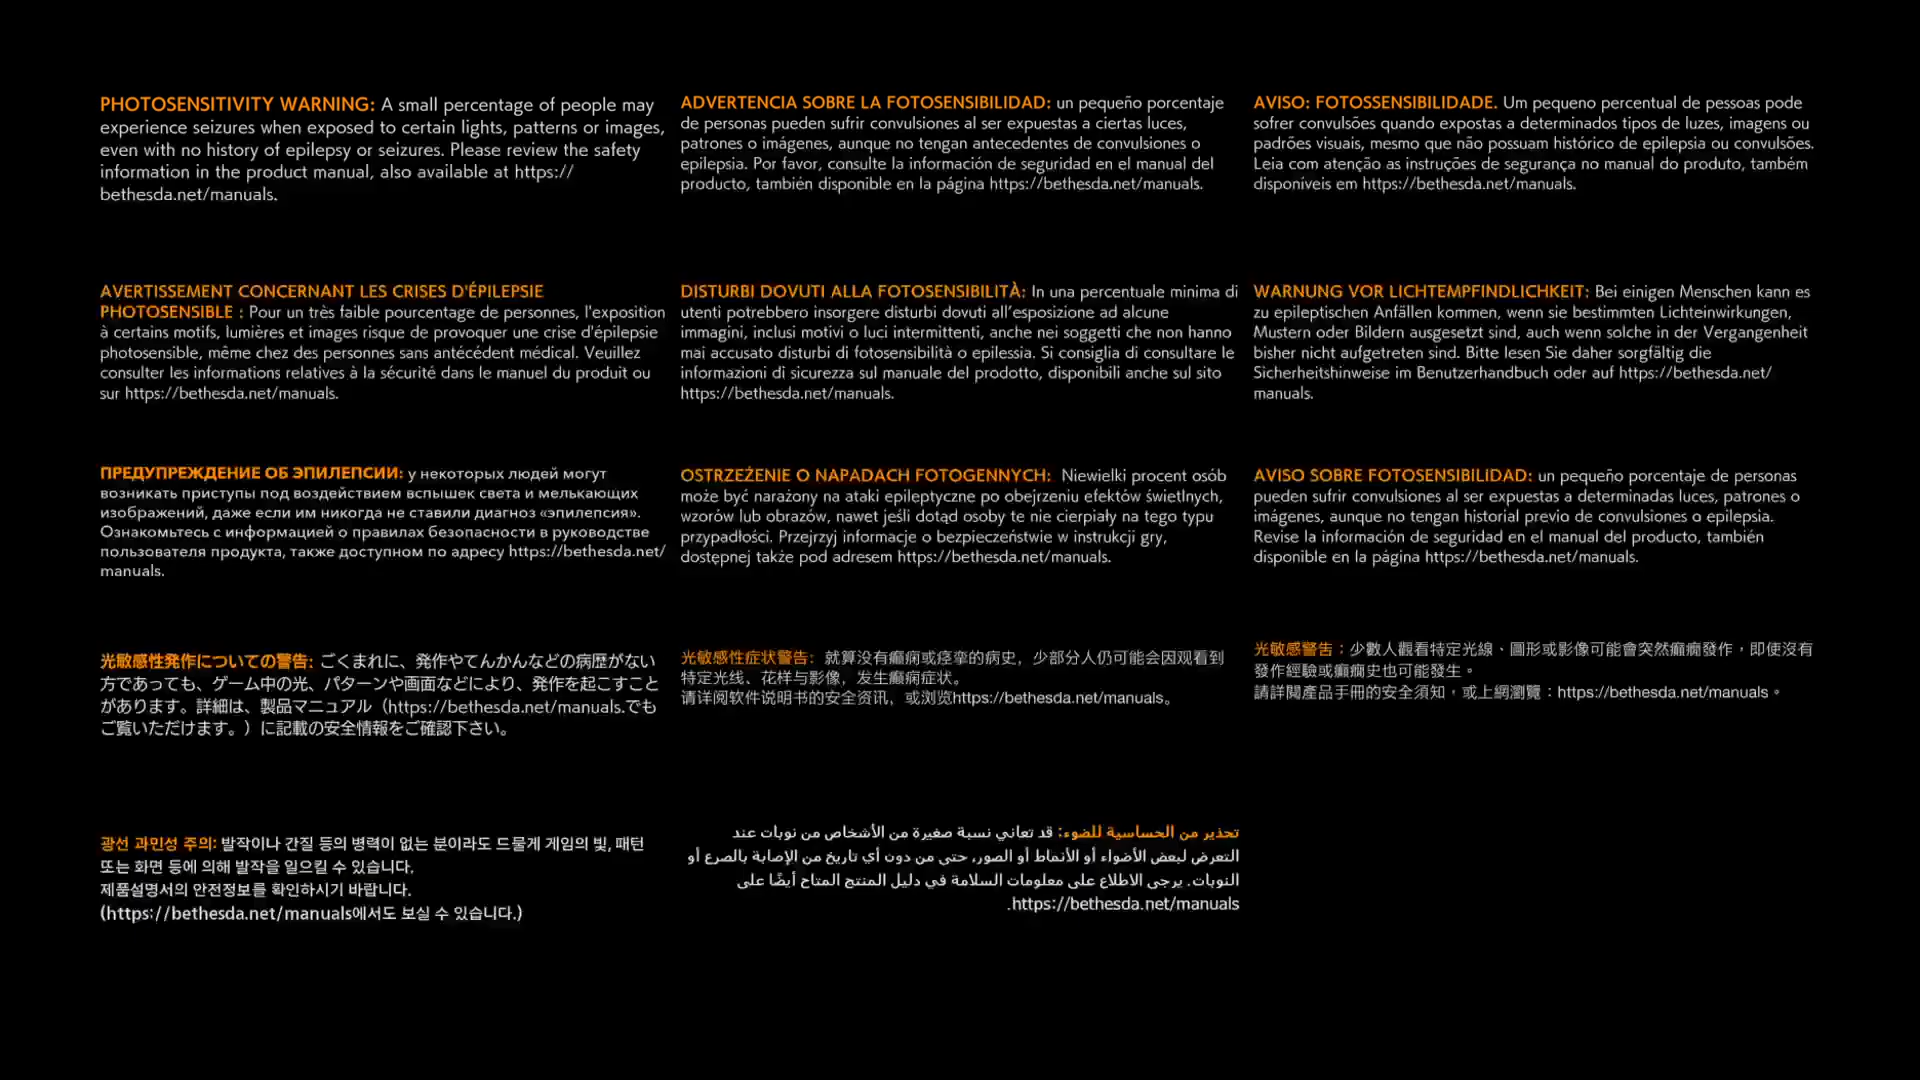 PHOTOSENSITIVITY WARNING: A small percentage of people may
experience seizures when exposed to certain lights, patterns or images,
even with no history of epilepsy or seizures. Please review the safety
information in the product manual, also available at https://
bethesda.net/manuals.
ADVERTENCIA SOBRE LA FOTOSENSIBILIDAD: un pequeño porcentaje
de personas pueden sufrir convulsiones al ser expuestas a ciertas luces,
patrones o imágenes, aunque no tengan antecedentes de convulsiones o
epilepsia. Por favor, consulte la información de seguridad en el manual del
producto, también disponible en la página https://bethesda.net/manuals.
AVISO: FOTOSSENSIBILIDADE. Um pequeno percentual de pessoas pode
sofrer convulsões quando expostas a determinados tipos de luzes, imagens ou
padrões visuais, mesmo que não possuam histórico de epilepsia ou convulsões.
Leia com atenção as instruções de segurança no manual do produto, também
disponíveis em https://bethesda.net/manuals.
AVERTISSEMENT CONCERNANT LES CRISES D'ÉPILEPSIE
PHOTOSENSIBLE : Pour un très faible pourcentage de personnes, l'exposition
à certains motifs, lumières et images risque de provoquer une crise d'épilepsie
photosensible, même chez des personnes sans antécédent médical. Veuillez
consulter les informations relatives à la sécurité dans le manuel du produit ou
sur https://bethesda.net/manuals.
DISTURBI DOVUTI ALLA FOTOSENSIBILITÀ: In una percentuale minima di
utenti potrebbero insorgere disturbi dovuti all’esposizione ad alcune
immagini, inclusi motivi o luci intermittenti, anche nei soggetti che non hanno
mai accusato disturbi di fotosensibilità o epilessia. Si consiglia di consultare le
informazioni di sicurezza sul manuale del prodotto, disponibili anche sul sito
https://bethesda.net/manuals.
WARNUNG VOR LICHTEMPFINDLICHKEIT: Bei einigen Menschen kann es
zu epileptischen Anfällen kommen, wenn sie bestimmten Lichteinwirkungen,
Mustern oder Bildern ausgesetzt sind, auch wenn solche in der Vergangenheit
bisher nicht aufgetreten sind. Bitte lesen Sie daher sorgfältig die
Sicherheitshinweise im Benutzerhandbuch oder auf https://bethesda.net/
manuals.
ПРЕДУПРЕЖДЕНИЕ ОБ ЭПИЛЕПСИИ: у некоторых людей могут
возникать приступы под воздействием вспышек света и мелькающих
изображений, даже если им никогда не ставили диагноз «эпилепсия».
Ознакомьтесь с информацией о правилах безопасности в руководстве
пользователя продукта, также доступном по адресу https://bethesda.net/
manuals.
OSTRZEŻENIE O NAPADACH FOTOGENNYCH: Niewielki procent osób
może być narażony na ataki epileptyczne po obejrzeniu efektów świetlnych,
wzorów lub obrazów, nawet jeśli dotąd osoby te nie cierpiały na tego typu
przypadłości. Przejrzyj informacje o bezpieczeństwie w instrukcji gry,
dostępnej także pod adresem https://bethesda.net/manuals.
AVISO SOBRE FOTOSENSIBILIDAD: un pequeño porcentaje de personas
pueden sufrir convulsiones al ser expuestas a determinadas luces, patrones o
imágenes, aunque no tengan historial previo de convulsiones o epilepsia.
Revise la información de seguridad en el manual del producto, también
disponible en la página https://bethesda.net/manuals.
光敏感性発作についての警告: ごくまれに、発作やてんかんなどの病歴がない
方であっても、ゲーム中の光、パターンや画面などにより、発作を起こすこと
があります。詳細は、製品マニュアル（https://bethesda.net/manuals.でも
ご覧いただけます。）に記載の安全情報をご確認下さい。
光敏感性症状警告：就算没有癫痫或痉挛的病史，少部分人仍可能会因观看到
特定光线、花样与影像，发生癫痫症状。
请详阅软件说明书的安全资讯，或浏览https://bethesda.net/manuals。
光敏感警告：少數人觀看特定光線、圖形或影像可能會突然癲癇發作，即使沒有
發作經驗或癲癇史也可能發生。
請詳閱產品手冊的安全須知，或上網瀏覽：https://bethesda.net/manuals。
광선 과민성 주의: 발작이나 간질 등의 병력이 없는 분이라도 드물게 게임의 빛, 패턴
또는 화면 등에 의해 발작을 일으킬 수 있습니다.
제품설명서의 안전정보를 확인하시기 바랍니다.
(https://bethesda.net/manuals에서도 보실 수 있습니다.)
تحذير من الحساسية للضوء: قد تعاني نسبة صغيرة من الأشخاص من نوبات عند
التعرض لبعض الأضواء أو الأنماط أو الصور، حتى من دون أي تاريخ من الإصابة بالصرع أو
النوبات. يرجى الاطلاع على معلومات السلامة في دليل المنتج المتاح أيضًا على
https://bethesda.net/manuals.